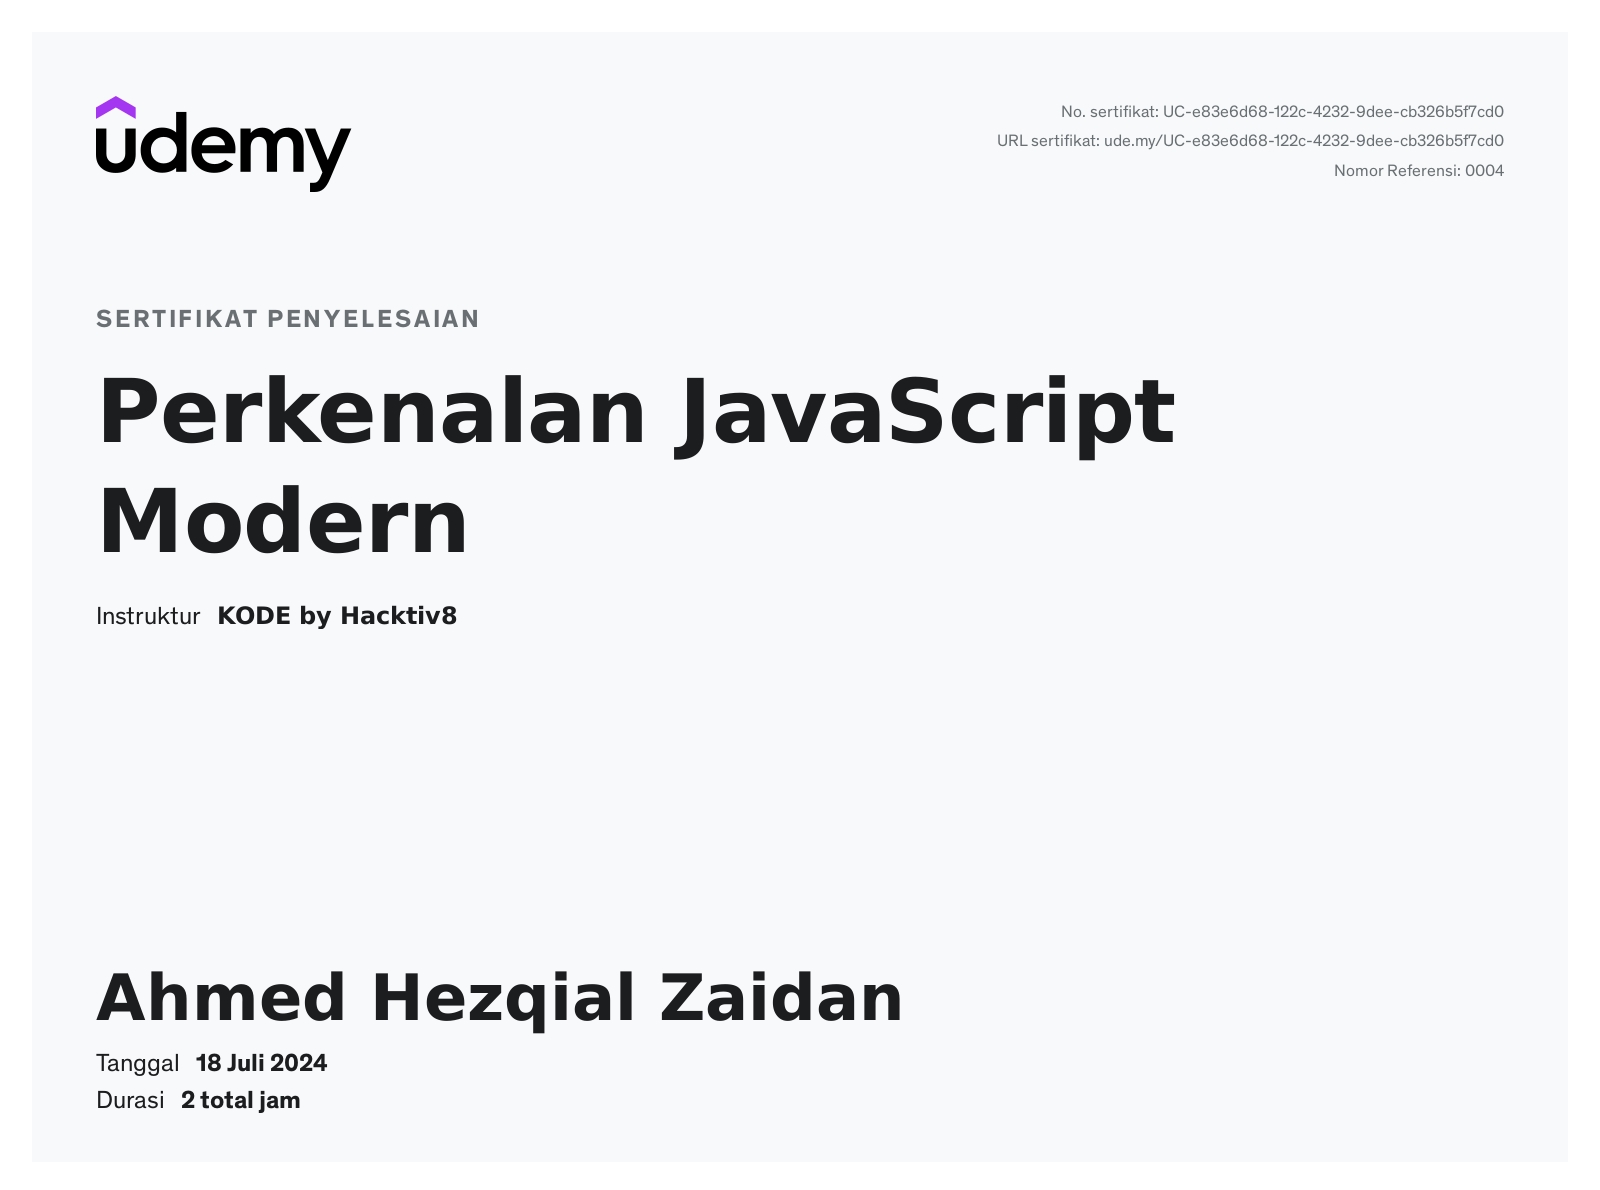 udemy
No. sertifikat: UC-e83e6d68-122c-4232-9dee-cb326b5f7cd0
URL sertifikat: ude.my/UC-e83e6d68-122c-4232-9dee-cb326b5f7cd0
Nomor Referensi: 0004
SERTIFIKAT PENYELESAIAN
Perkenalan JavaScript
Modern
Instruktur KODE by Hacktiv8
Ahmed Hezqial Zaidan
Tanggal 18 Juli 2024
Durasi 2 total jam